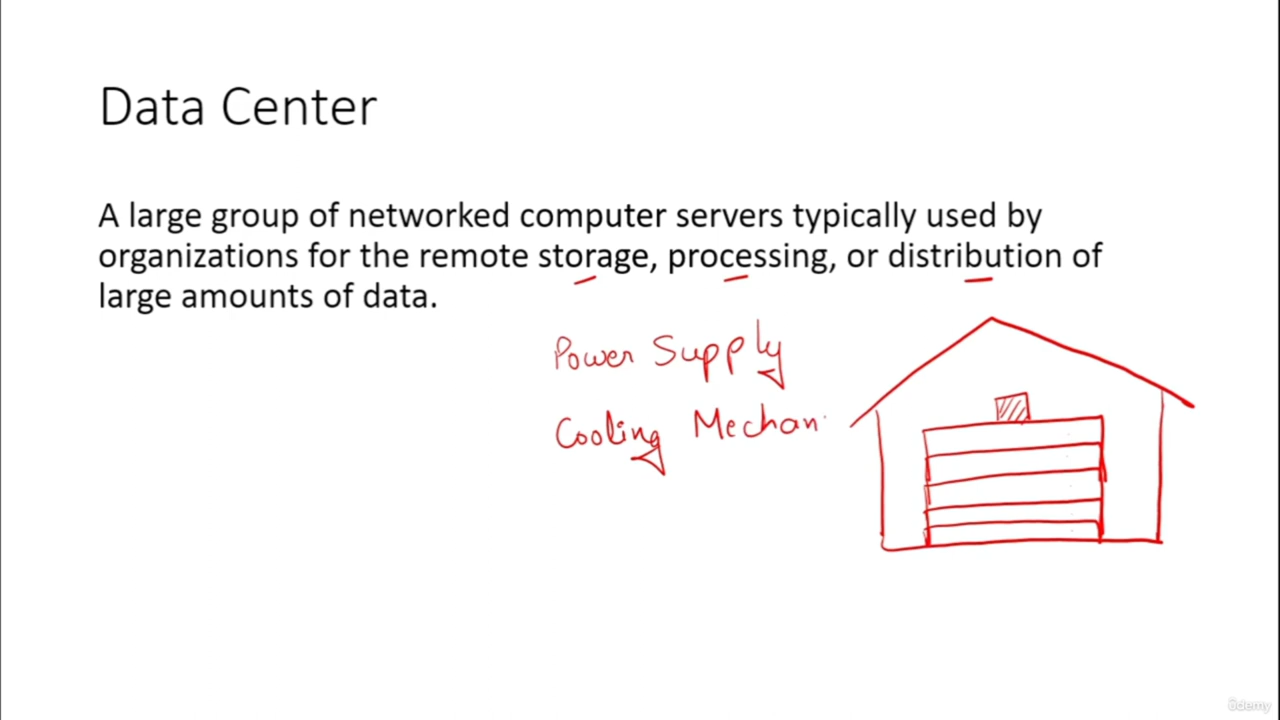 Data Center
A large group of networked computer servers typically used by
organizations for the remote storage, processing, or distribution of
large amounts of data.
Power Supply
Cooling Mechan
ûdemy